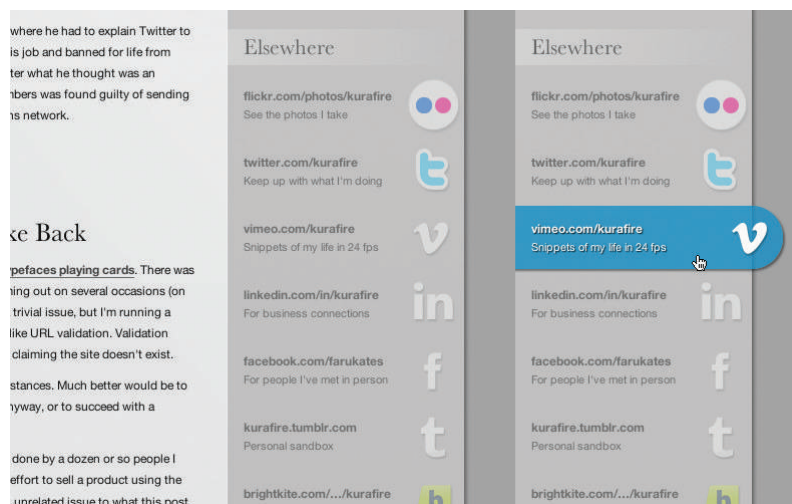 where he had to explain Twitter to
is job and banned for life from
ter what he thought was an
nbers was found guilty of sending
ns network.
ke Back
ypefaces playing cards. There was
ning out on several occasions (on
trivial issue, but I'm running a
like URL validation. Validation
claiming the site doesn't exist.
stances. Much better would be to
nyway, or to succeed with a
done by a dozen or so people I
effort to sell a product using the
unrelated issue to what this post
Elsewhere
flickr.com/photos/kurafire
See the photos I take
twitter.com/kurafire
Keep up with what I'm doing
vimeo.com/kurafire
Snippets of my life in 24 fps
linkedin.com/in/kurafire
For business connections
in
facebook.com/farukates
For people I've met in person
f
kurafire.tumblr.com
Personal sandbox
t
brightkite.com/.../kurafire
b
Elsewhere
flickr.com/photos/kurafire
See the photos I take
twitter.com/kurafire
Keep up with what I'm doing
vimeo.com/kurafire
Snippets of my life in 24 fps
linkedin.com/in/kurafire
For business connections
in
facebook.com/farukates
For people I've met in person
f
kurafire.tumblr.com
Personal sandbox
t
brightkite.com/.../kurafire
b